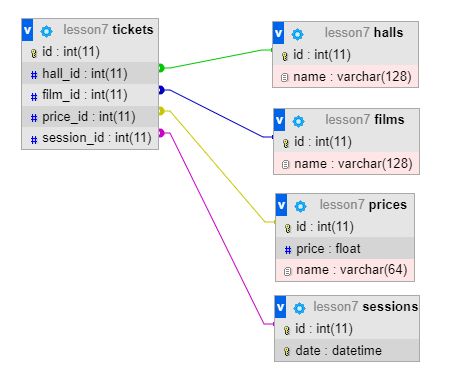 v lesson7 tickets
id : int(11)
# hall_id : int(11)
# film_id : int(11)
# price_id : int(11)
# session_id : int(11)
v lesson7 halls
id : int(11)
name : varchar(128)
v lesson7 films
id : int(11)
name : varchar(128)
v lesson7 prices
id : int(11)
# price : float
name : varchar(64)
v lesson7 sessions
id : int(11)
date : datetime